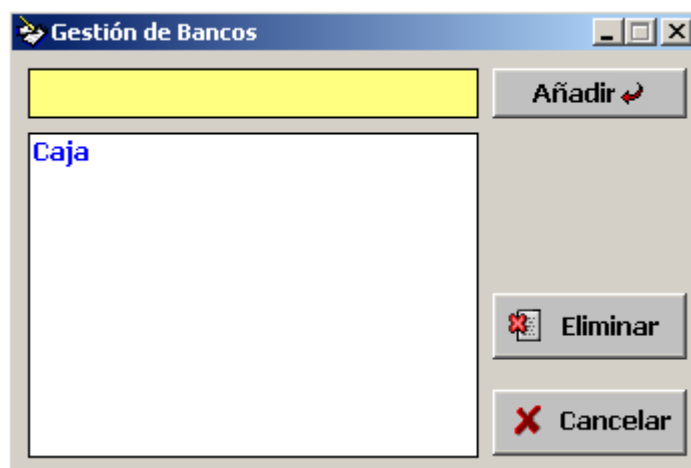 Gestión de Bancos
Añadir
Caja
Eliminar
Cancelar